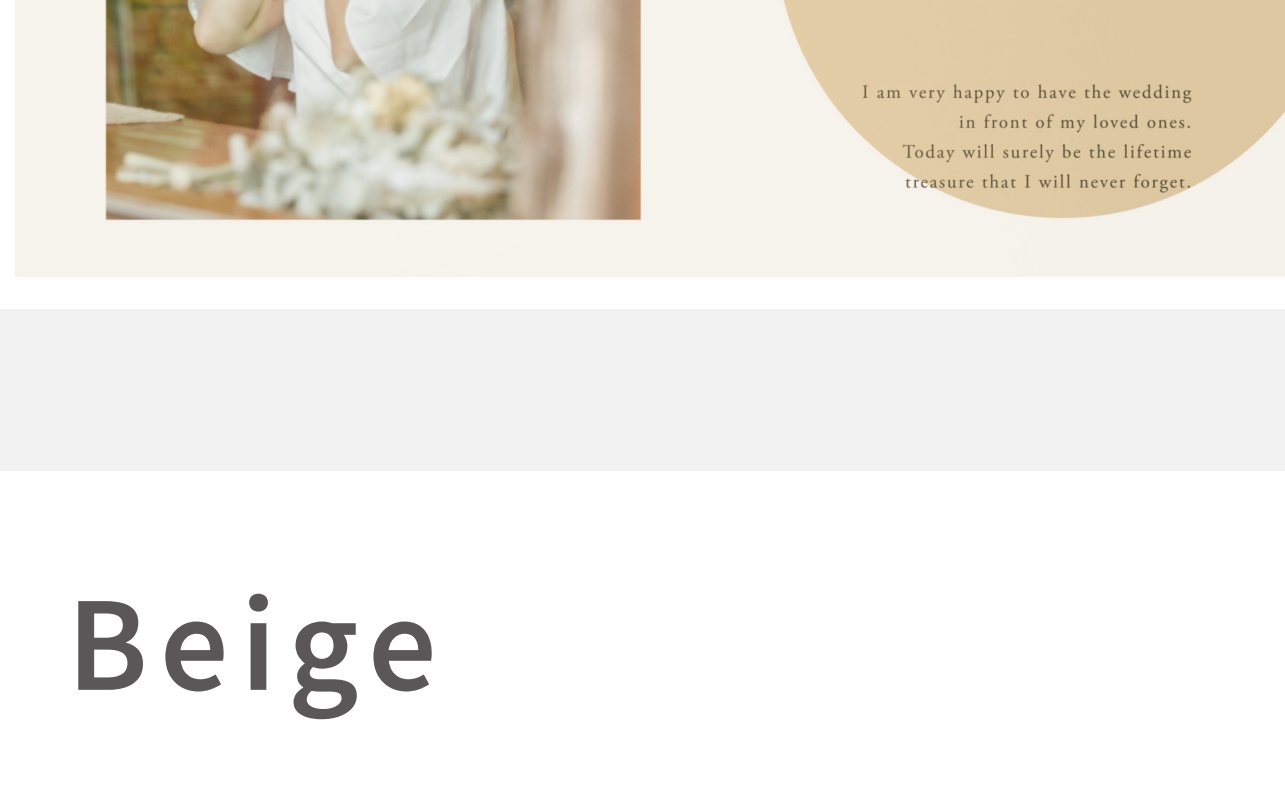 I am very happy to have the wedding
in front of my loved ones.
Today will surely be the lifetime
treasure that I will never forget.
Beige